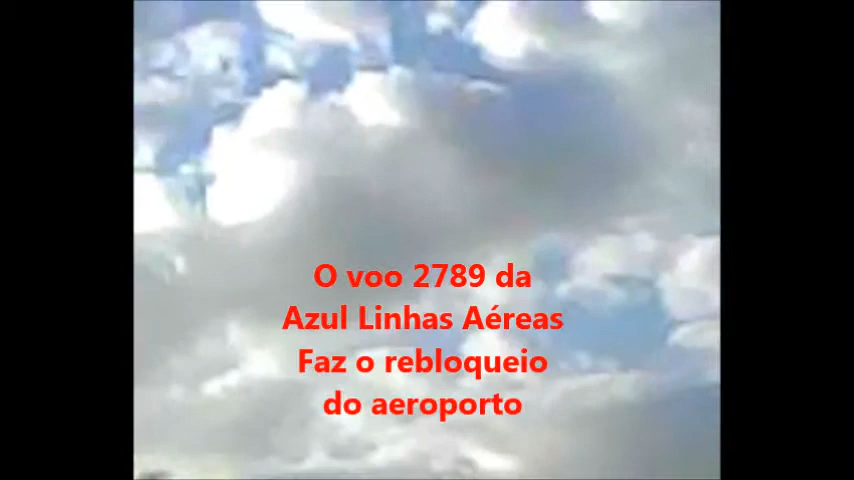 O voo 2789 da
Azul Linhas Aéreas
Faz o rebloqueio
do aeroporto